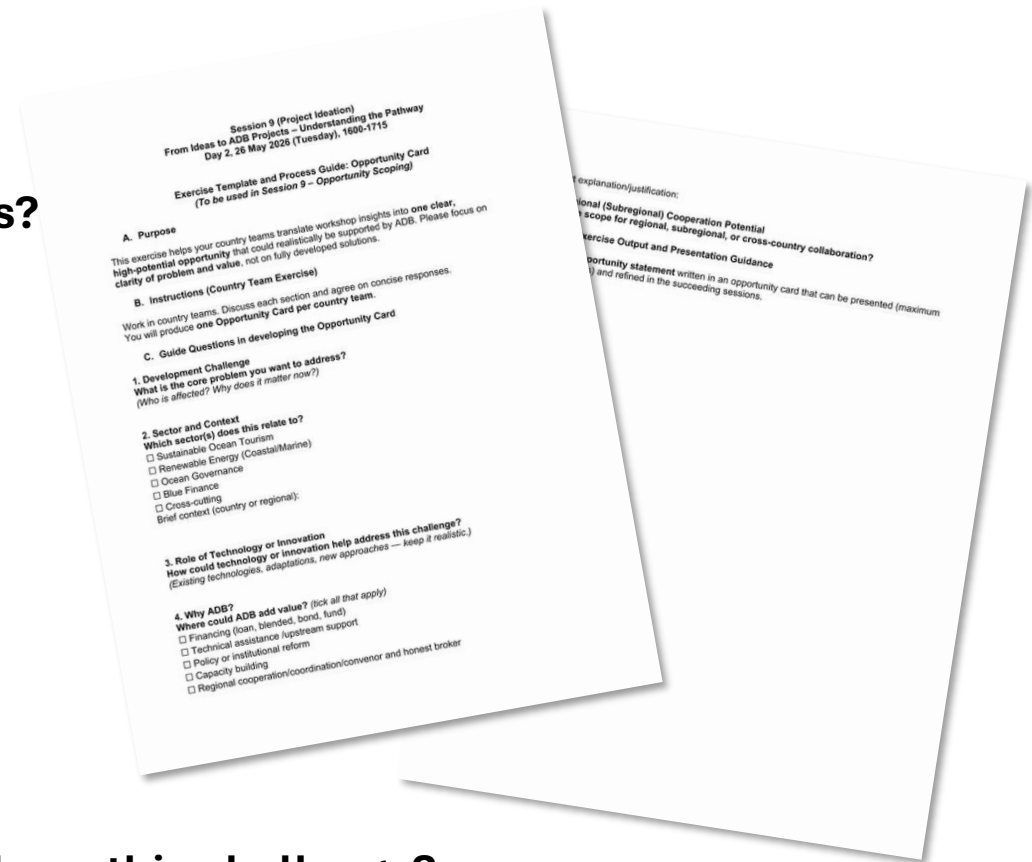 s?
Session 9 (Project Ideation)
From Ideas to ADB Projects – Understanding the Pathway
Day 2, 26 May 2026 (Tuesday), 1600-1715
Exercise Template and Process Guide: Opportunity Card
(To be used in Session 9 – Opportunity Scoping)
A. Purpose
This exercise helps your country teams translate workshop insights into one clear,
high-potential opportunity that could realistically be supported by ADB. Please focus on
clarity of problem and value, not on fully developed solutions.
B. Instructions (Country Team Exercise)
Work in country teams. Discuss each section and agree on concise responses.
You will produce one Opportunity Card per country team.
C. Guide Questions in developing the Opportunity Card
1. Development Challenge
What is the core problem you want to address?
(Who is affected? Why does it matter now?)
2. Sector and Context
Which sector(s) does this relate to?
☐ Sustainable Ocean Tourism
☐ Renewable Energy (Coastal/Marine)
☐ Ocean Governance
☐ Blue Finance
☐ Cross-cutting
Brief context (country or regional):
3. Role of Technology or Innovation
How could technology or innovation help address this challenge?
(Existing technologies, adaptations, new approaches — keep it realistic.)
4. Why ADB?
Where could ADB add value? (tick all that apply)
☐ Financing (loan, blended, bond, fund)
☐ Technical assistance /upstream support
☐ Policy or institutional reform
☐ Capacity building
☐ Regional cooperation/coordination/convenor and honest broker
explanation/justification:
(Subregional) Cooperation Potential
scope for regional, subregional, or cross-country collaboration?
Output and Presentation Guidance
statement written in an opportunity card that can be presented (maximum
and refined in the succeeding sessions.